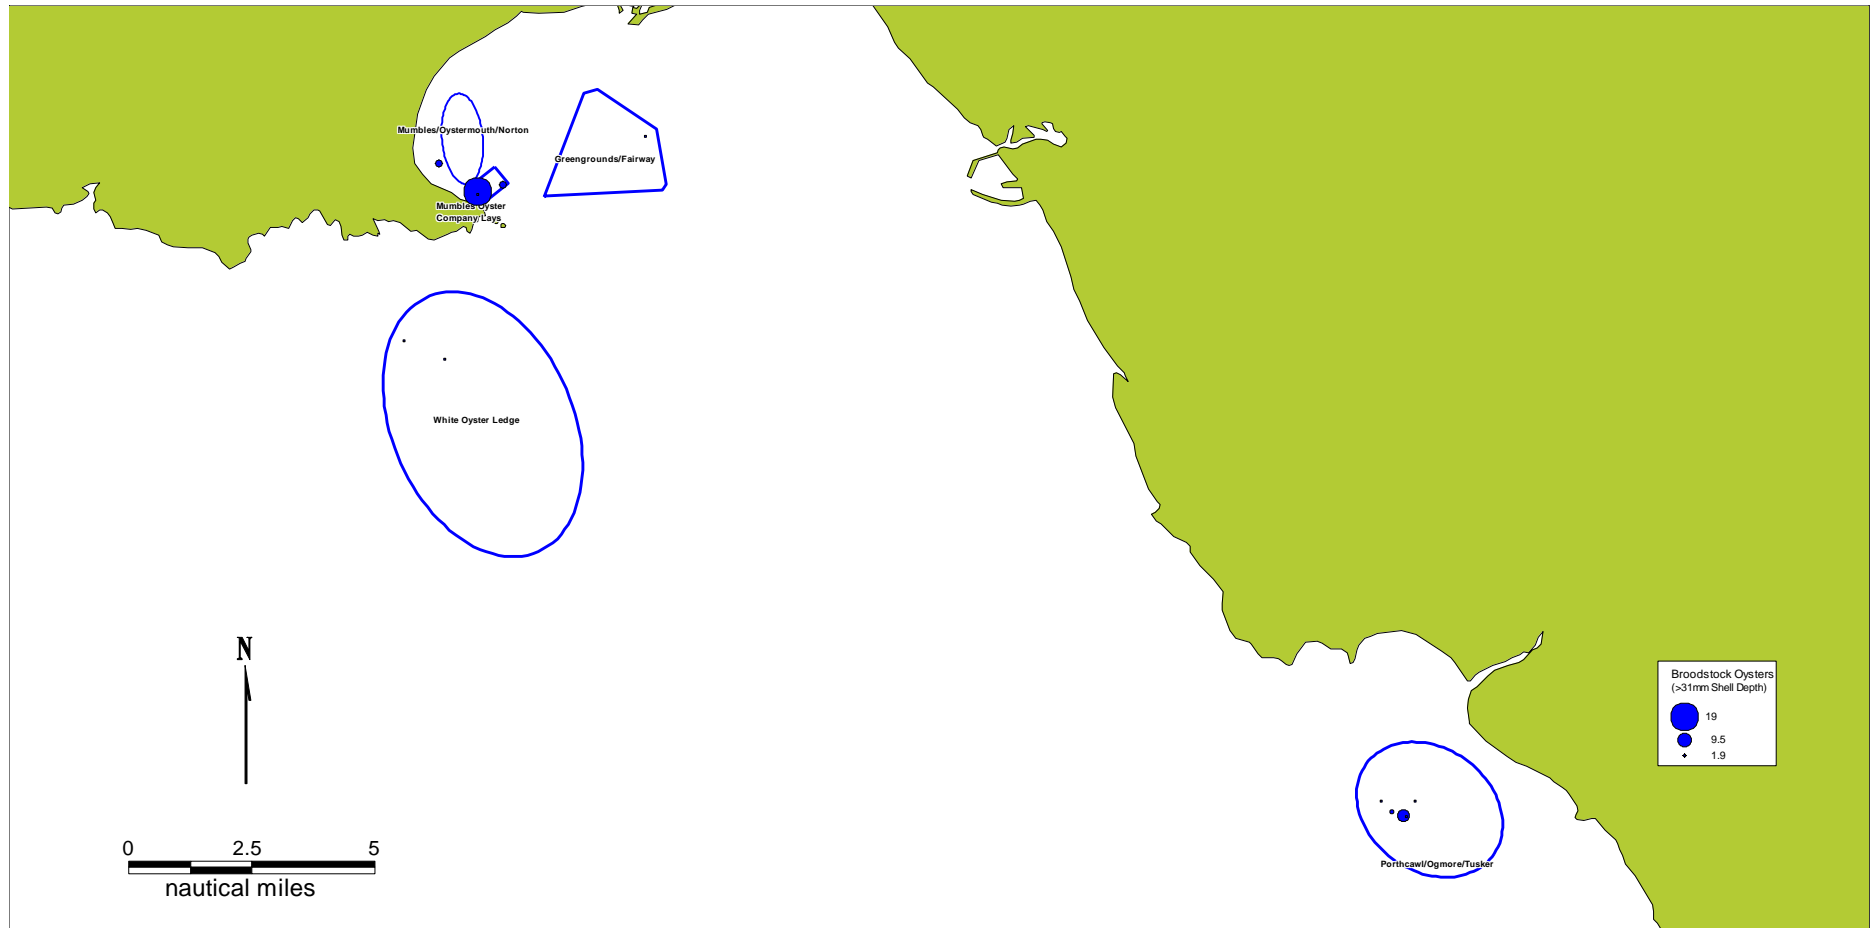 Mumbles/Oystermouth/Norton
Greengrounds/Fairway
Mumbles Oyster
Company Lays
White Oyster Ledge
N
0 2.5 5
nautical miles
Broodstock Oysters
(>31mm Shell Depth)
19
9.5
1.9
Porthcawl/Ogmore/Tusker